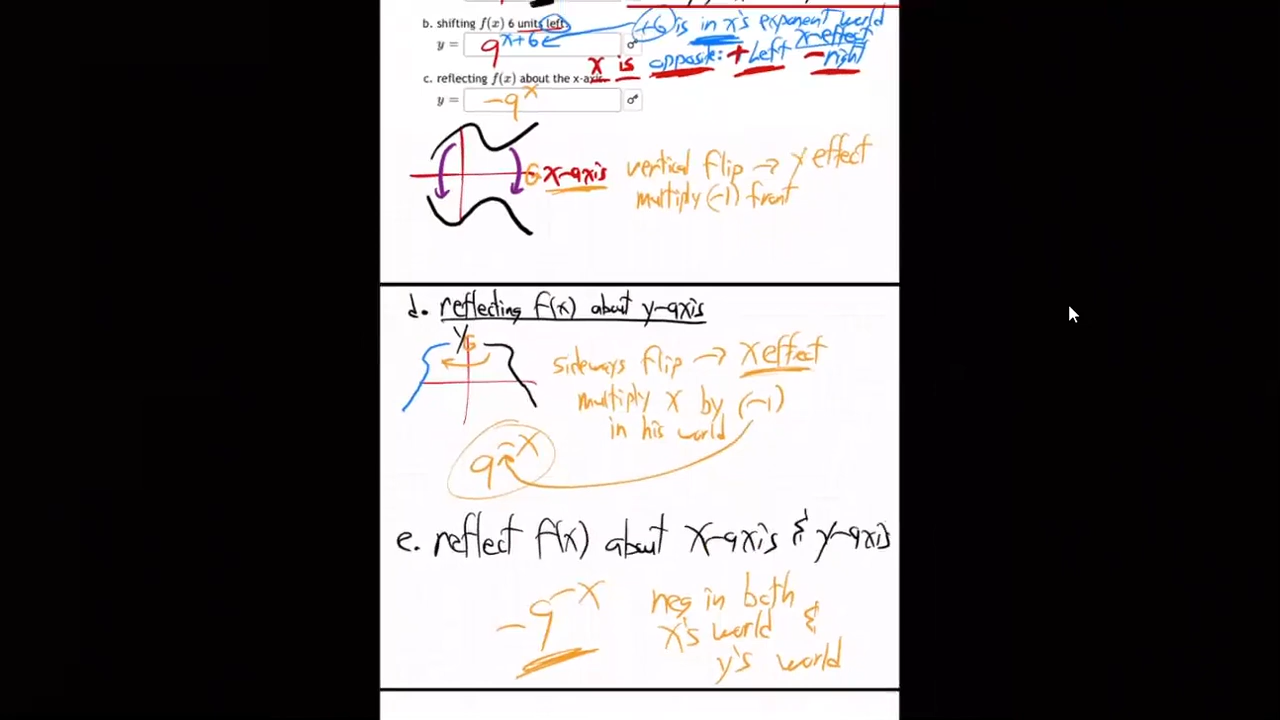 b. shifting f(x) 6 units left.
+6 is in x's exponent world
y = 9^{x+6}
x-effect
x is opposite: + Left - right
c. reflecting f(x) about the x-axis.
y = -9^x
x-axis
vertical flip → y effect
multiply (-1) front
d. reflecting f(x) about y-axis
y
sideways flip → x effect
multiply x by (-1)
in his world
9^{-x}
e. reflect f(x) about x-axis & y-axis
-9^{-x}
neg in both
x's world &
y's world